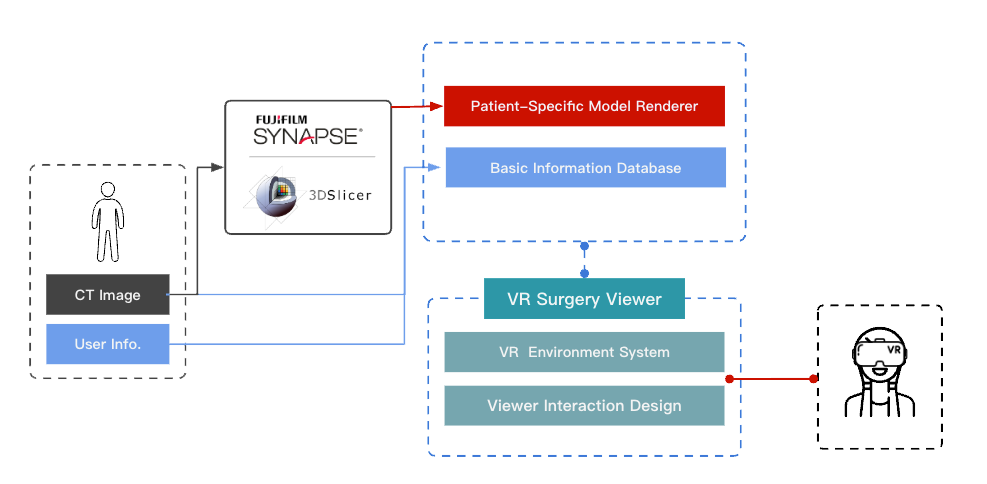 FUJIFILM
SYNAPSE®
3DSlicer
Patient-Specific Model Renderer
Basic Information Database
CT Image
User Info.
VR Surgery Viewer
VR Environment System
Viewer Interaction Design
VR